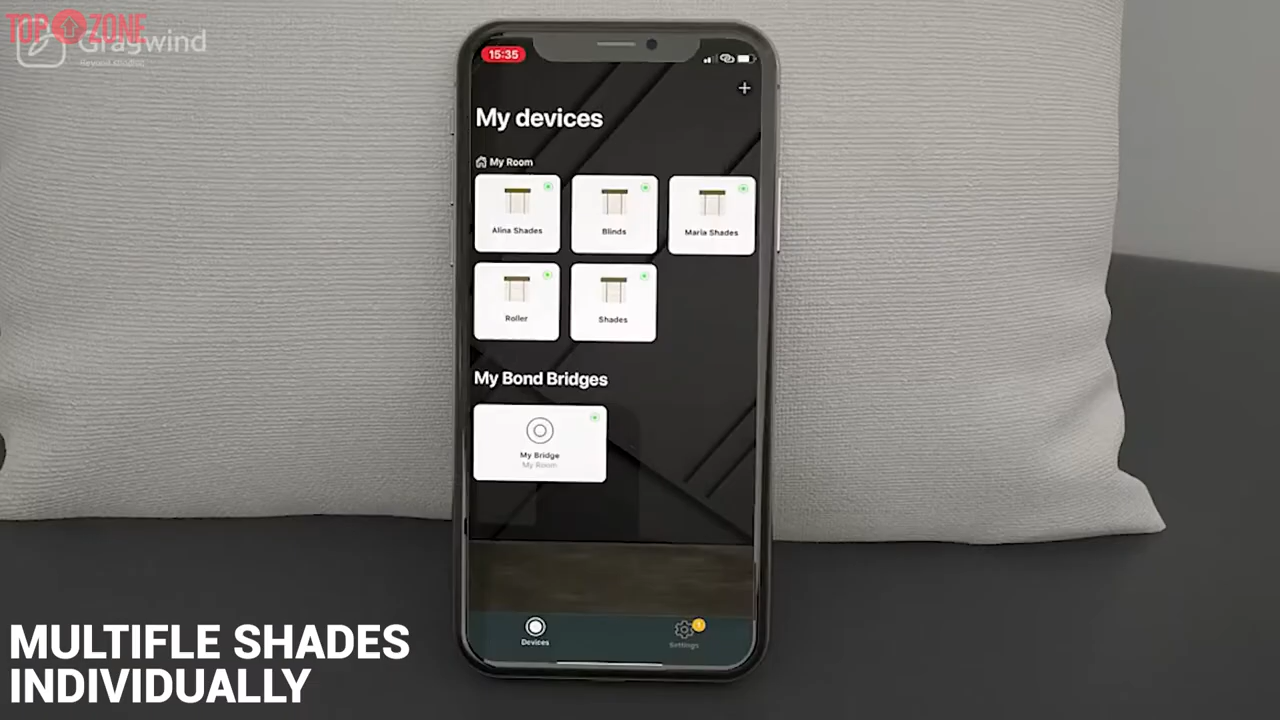 TOP ZONE
Graywind
15:35
My devices
My Room
Alina Shades
Blinds
Maria Shades
Roller
Shades
My Bond Bridges
My Bridge
My Room
Devices
Settings
MULTIFLE SHADES
INDIVIDUALLY